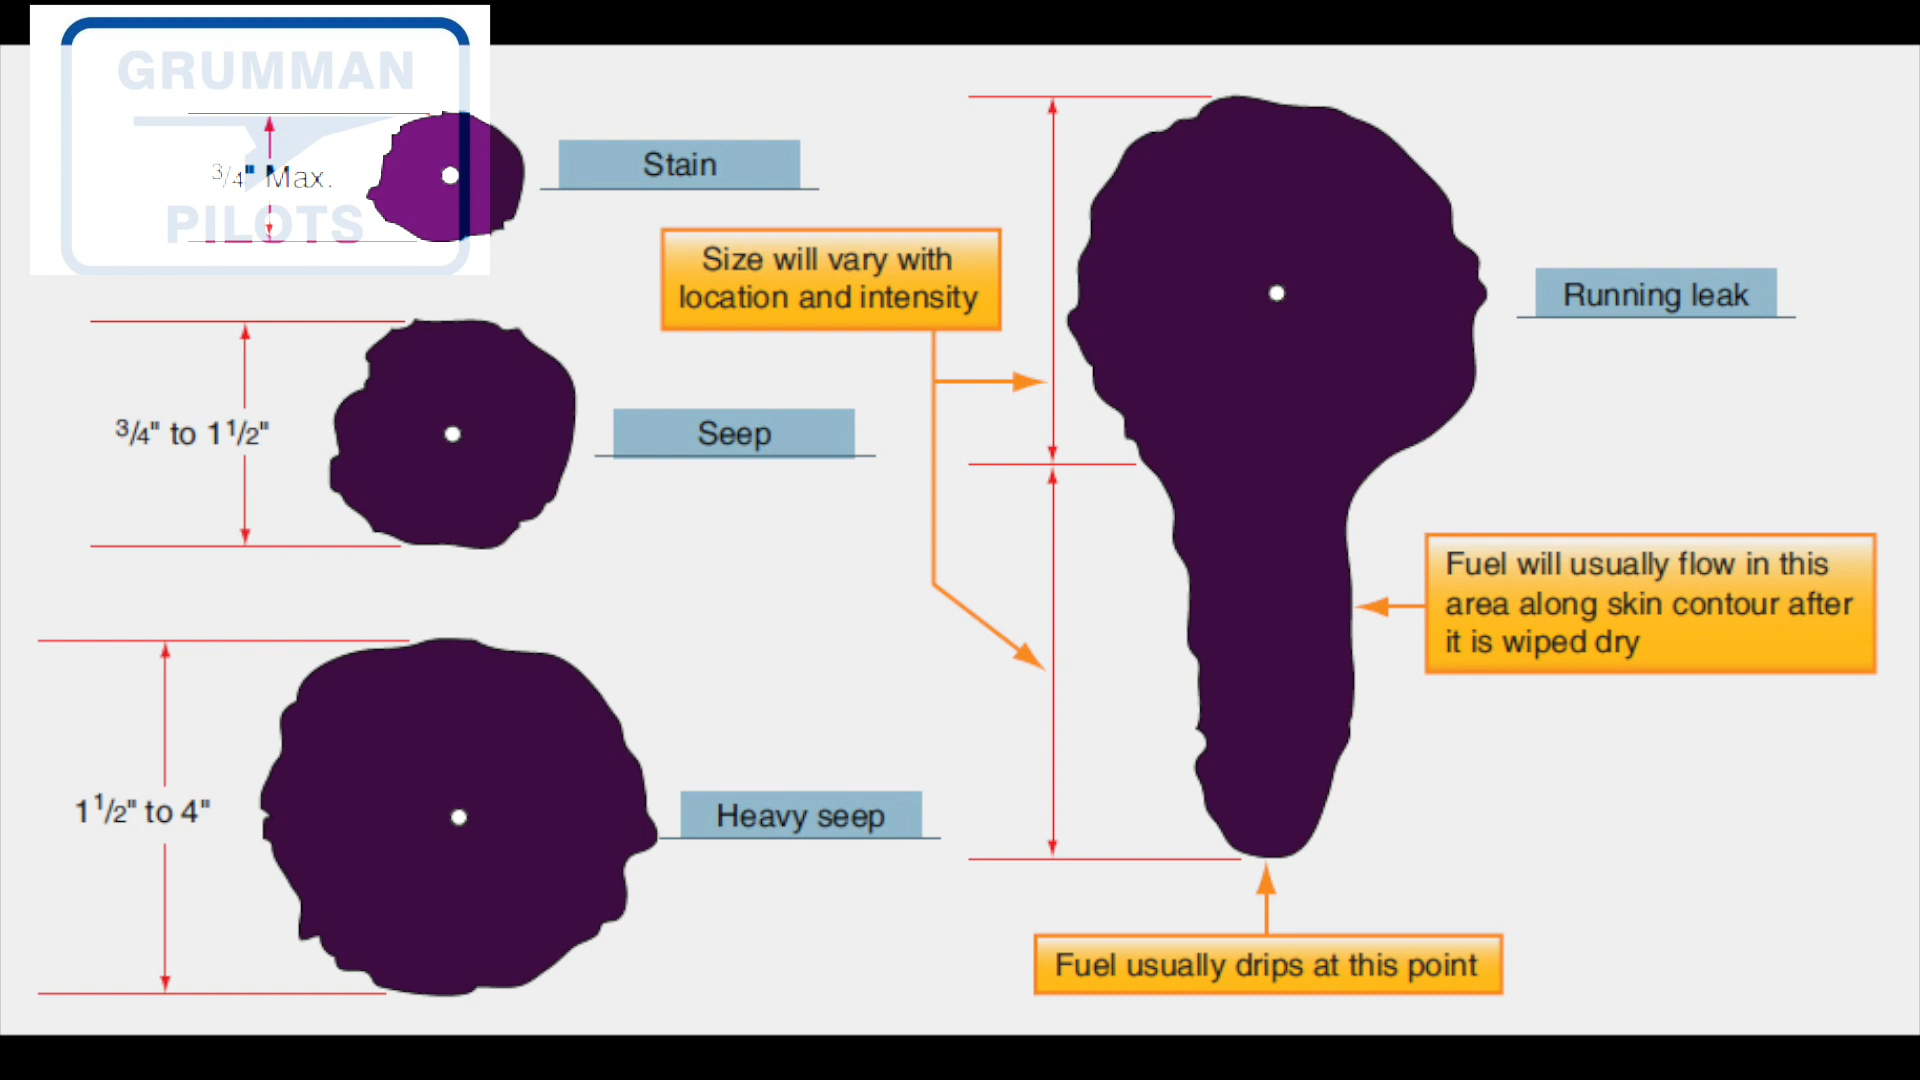 GRUMMAN
PILOTS
3/4" Max.
Stain
3/4" to 1 1/2"
Seep
1 1/2" to 4"
Heavy seep
Size will vary with
location and intensity
Running leak
Fuel will usually flow in this
area along skin contour after
it is wiped dry
Fuel usually drips at this point